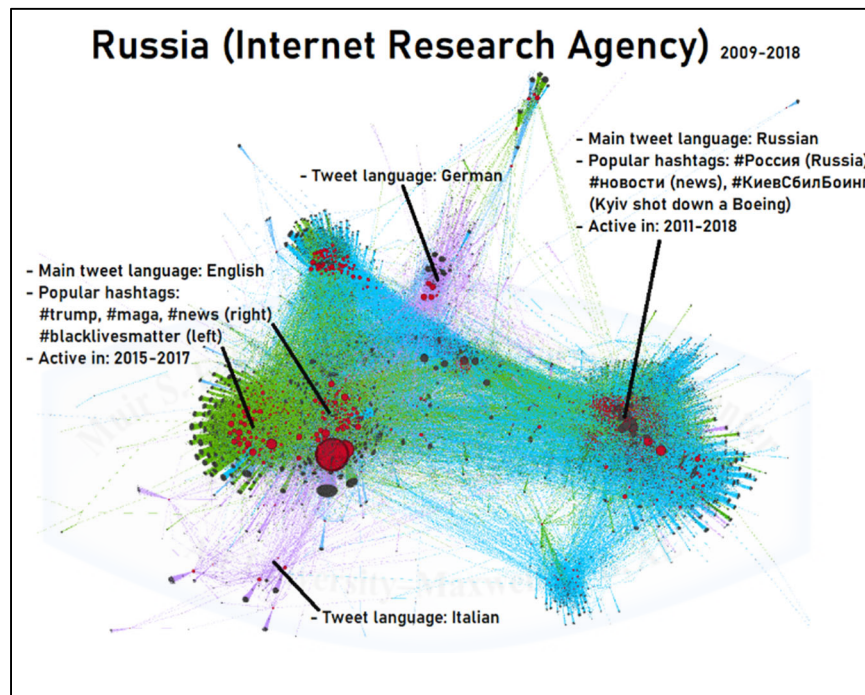 Russia (Internet Research Agency) 2009-2018
- Main tweet language: Russian
- Popular hashtags: #Россия (Russia)
#новости (news), #КиевСбилБоинг
(Kyiv shot down a Boeing)
- Active in: 2011-2018
- Tweet language: German
- Main tweet language: English
- Popular hashtags:
#trump, #maga, #news (right)
#blacklivesmatter (left)
- Active in: 2015-2017
- Tweet language: Italian